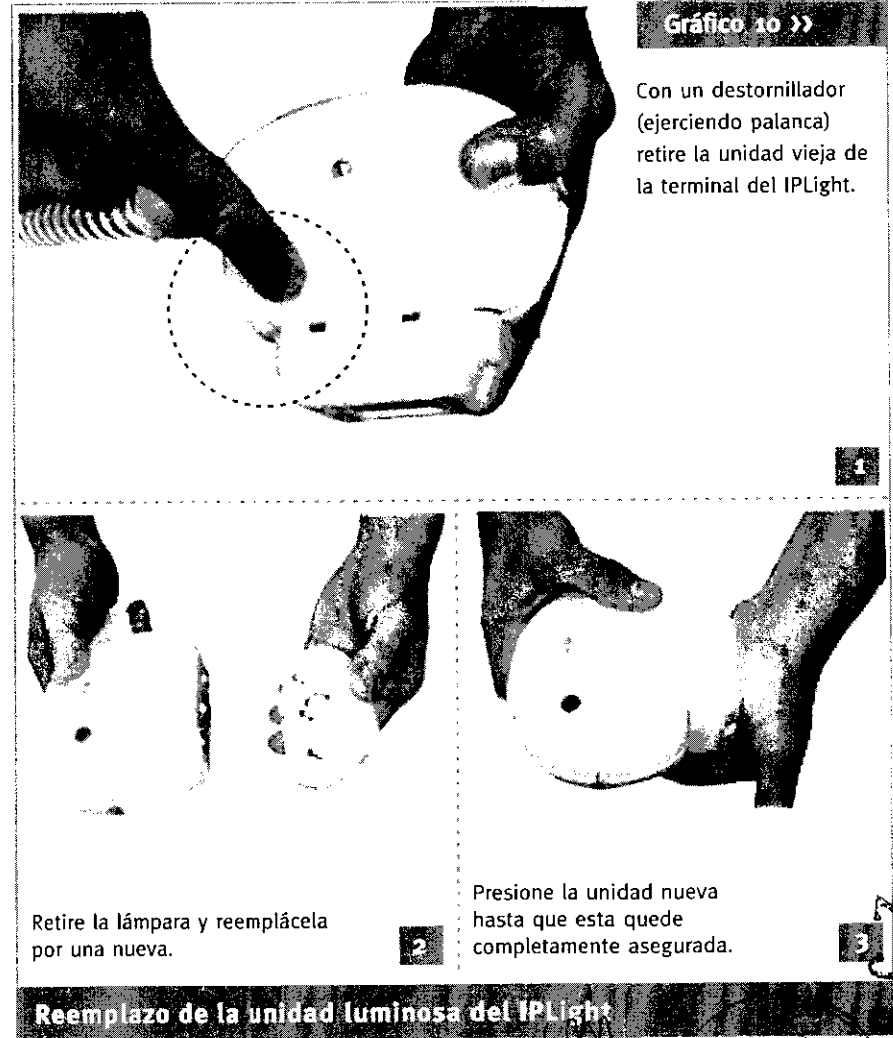 Gráfico 10 >>
Con un destornillador
(ejerciendo palanca)
retire la unidad vieja de
la terminal del IPLight.
1
Retire la lámpara y reemplácela
por una nueva.
2
Presione la unidad nueva
hasta que esta quede
completamente asegurada.
3
Reemplazo de la unidad luminosa del IPLight